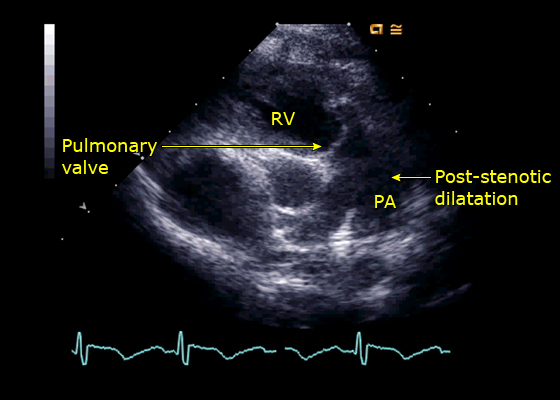 RV
Pulmonary
valve
Post-stenotic
dilatation
PA